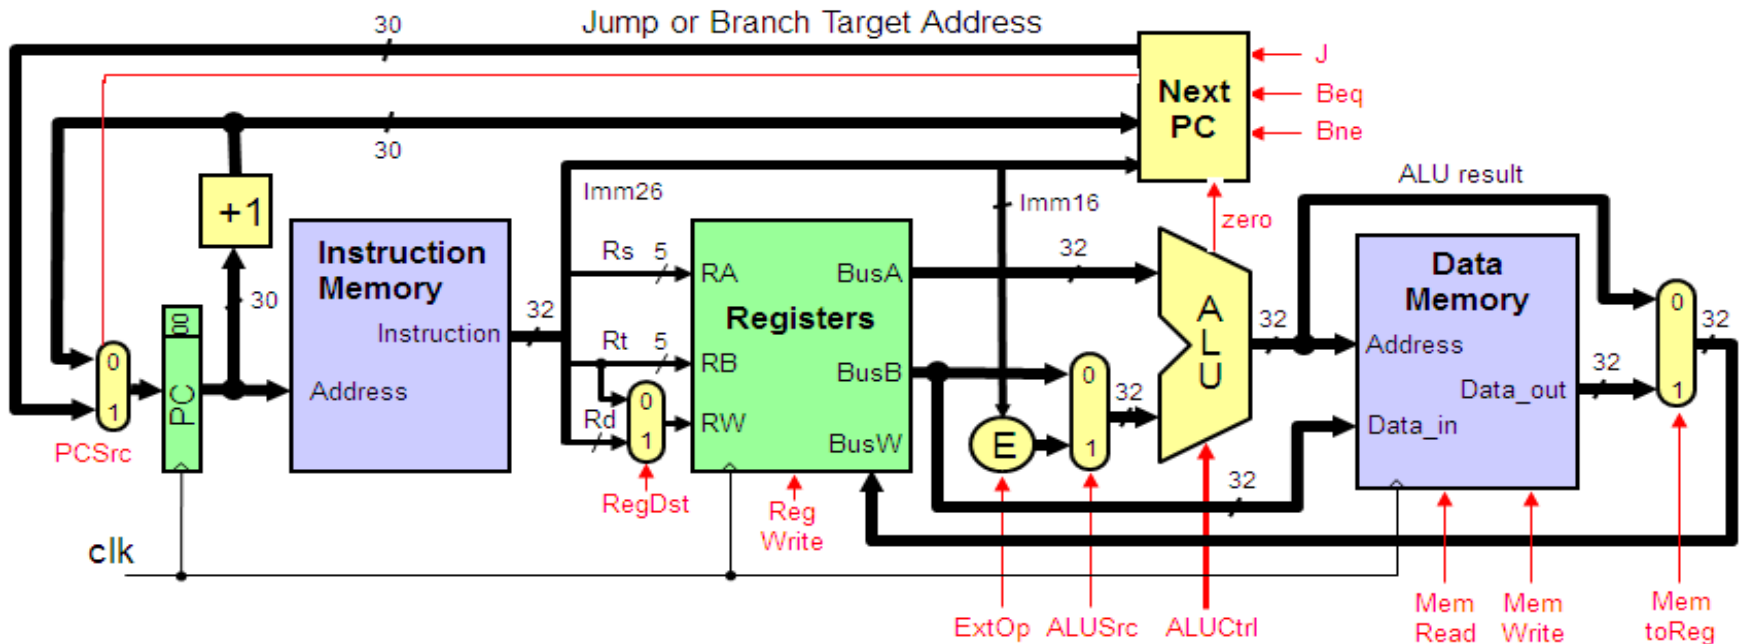 30
Jump or Branch Target Address
J
Next
PC
Beq
Bne
30
Imm26
Imm16
zero
ALU result
+1
Instruction
Memory
Instruction
Address
30
32
Rs
5
RA
BusA
32
Registers
Rt
5
RB
BusB
Rd
0
1
RW
BusW
RegDst
Reg
Write
00
PC
0
1
PCSrc
E
0
1
32
ALU
32
Data
Memory
Address
Data_out
Data_in
32
32
0
1
32
clk
ExtOp
ALUSrc
ALUCtrl
Mem
Read
Mem
Write
Mem
toReg